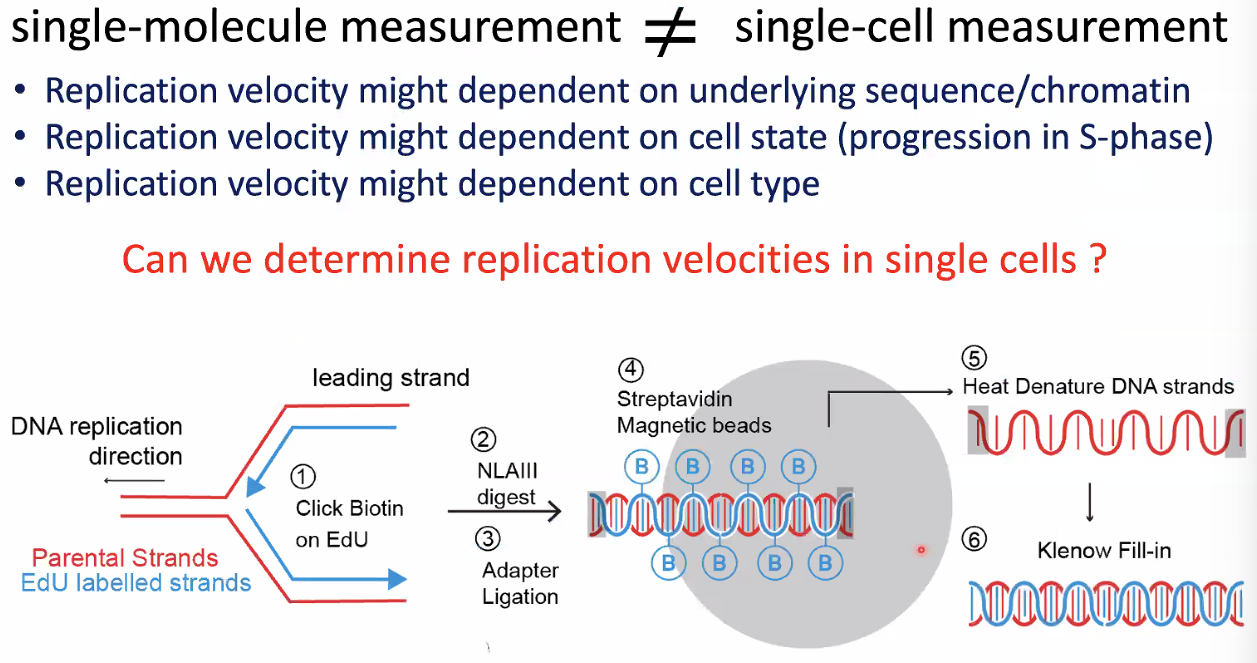 single-molecule measurement ≠ single-cell measurement
• Replication velocity might dependent on underlying sequence/chromatin
• Replication velocity might dependent on cell state (progression in S-phase)
• Replication velocity might dependent on cell type
Can we determine replication velocities in single cells ?
leading strand
DNA replication
direction
Parental Strands
EdU labelled strands
①
Click Biotin
on EdU
②
NLAIII
digest
③
Adapter
Ligation
④
Streptavidin
Magnetic beads
B B B B
B B B B
⑤
Heat Denature DNA strands
⑥
Klenow Fill-in